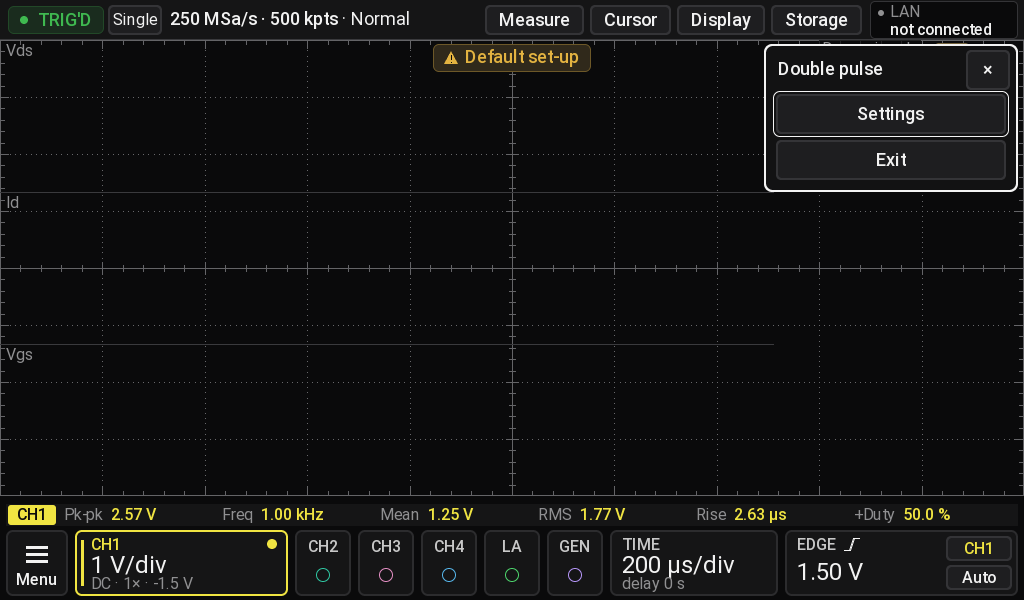 TRIG'D Single 250 MSa/s · 500 kpts · Normal Measure Cursor Display Storage LAN
not connected
Vds
Default set-up
Double pulse ×
Settings
Exit
Id
Vgs
CH1 Pk-pk 2.57 V Freq 1.00 kHz Mean 1.25 V RMS 1.77 V Rise 2.63 µs +Duty 50.0 %
Menu
CH1
1 V/div
DC · 1× · -1.5 V
CH2
CH3
CH4
LA
GEN
TIME
200 µs/div
delay 0 s
EDGE
1.50 V
CH1
Auto